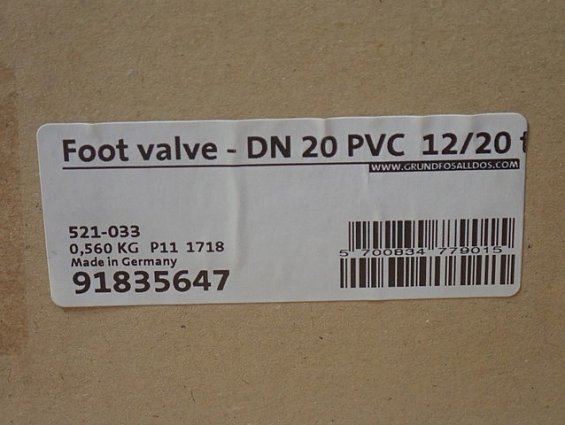 Foot valve - DN 20 PVC 12/20 t
WWW.GRUNDFOSALLDOS.COM
521-033
0,560 KG P11 1718
Made in Germany
91835647
5 700834 779015